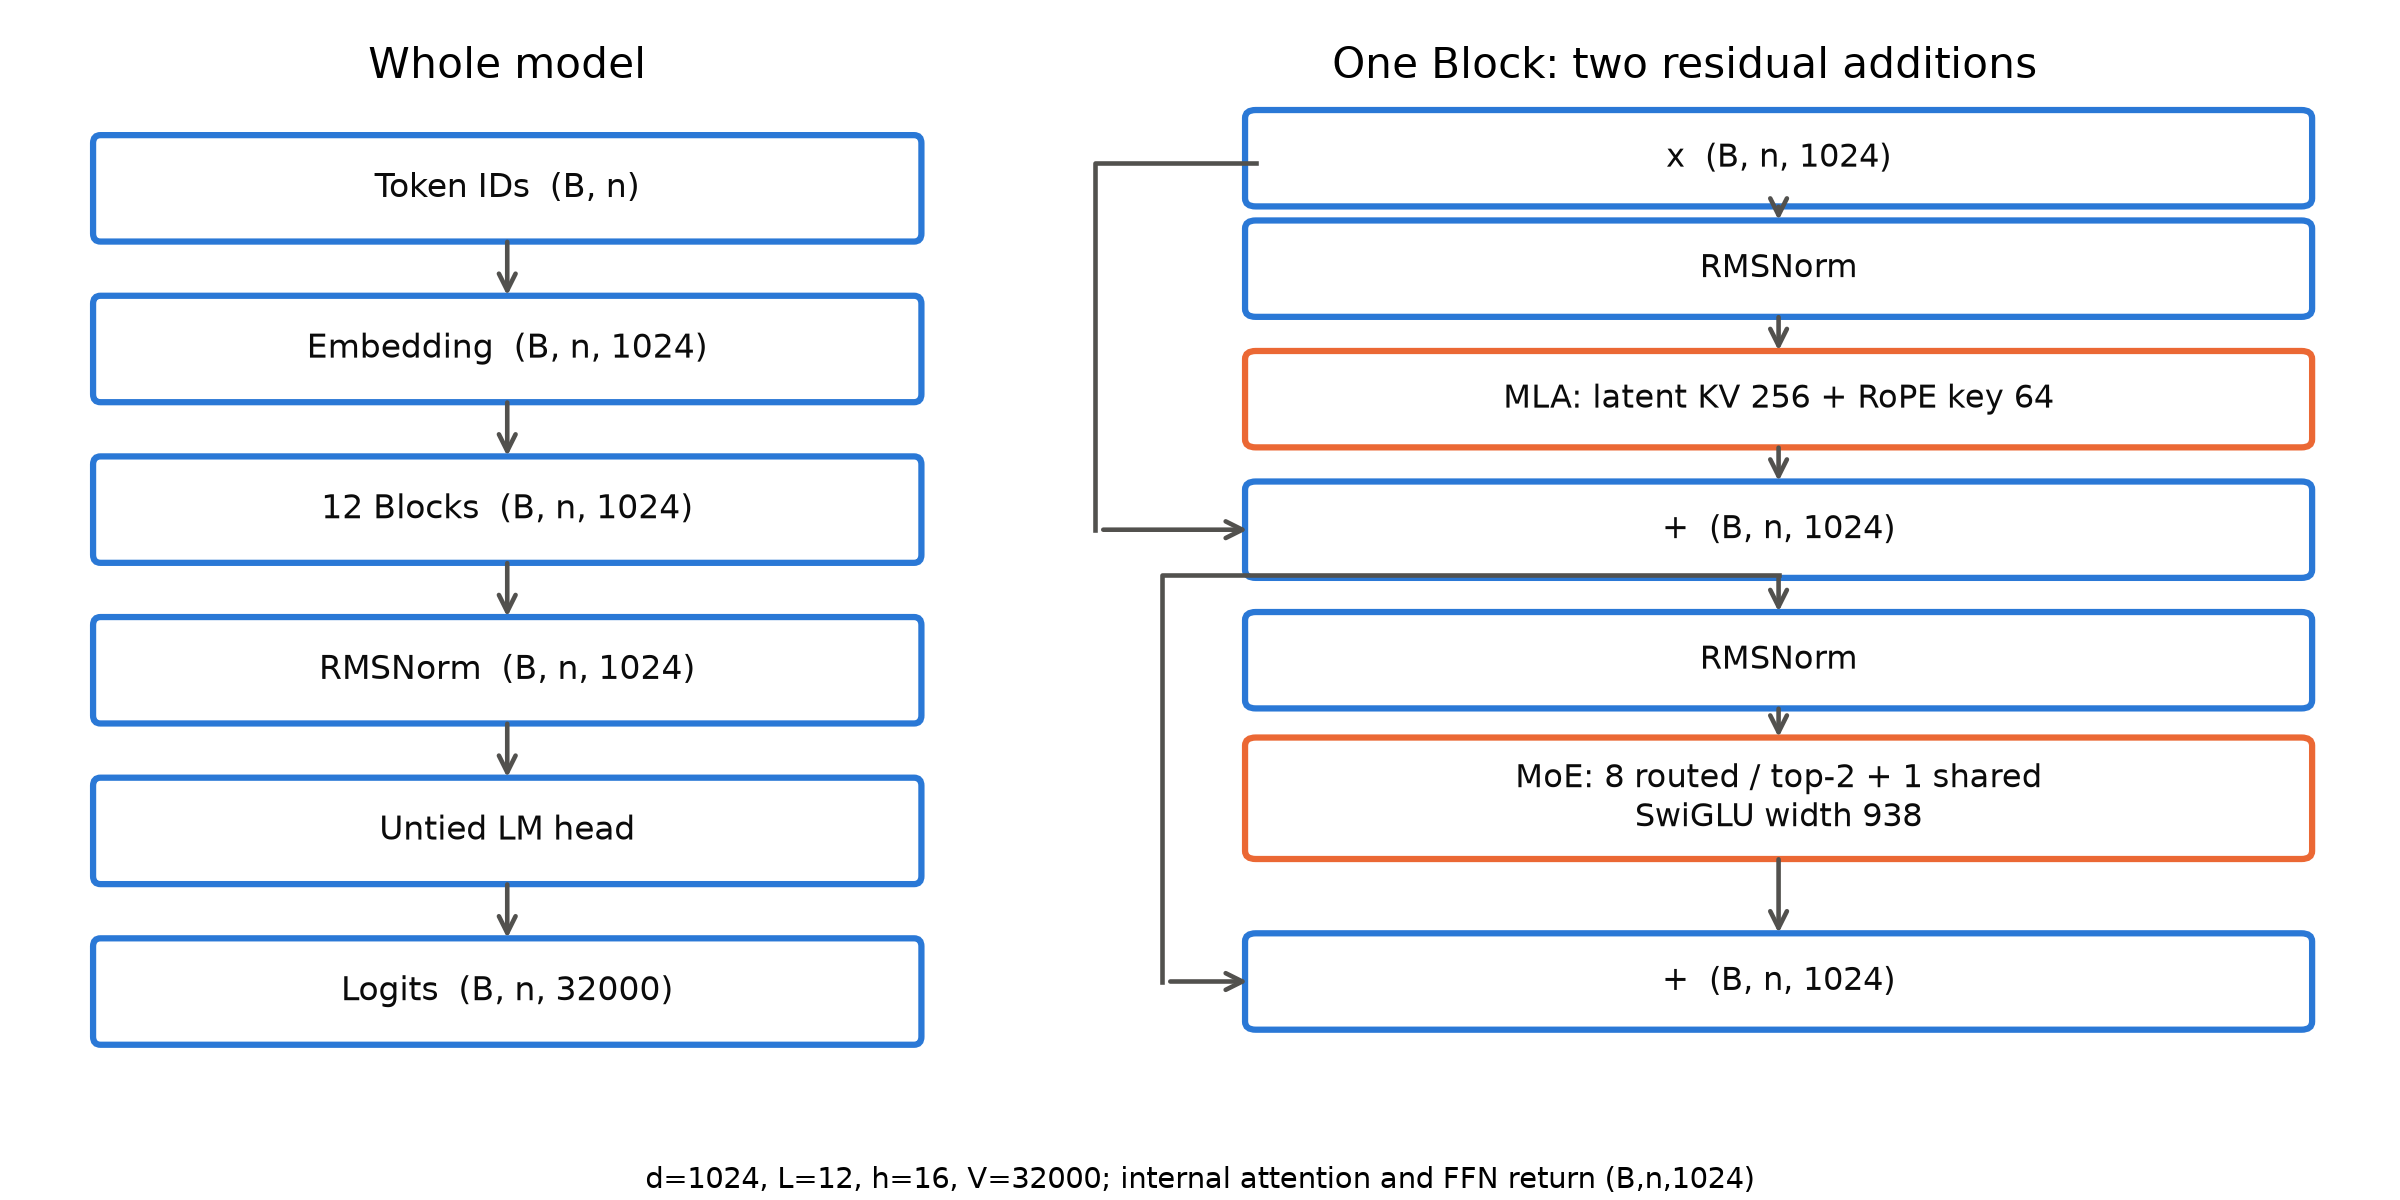 Whole model
Token IDs  (B, n)
Embedding  (B, n, 1024)
12 Blocks  (B, n, 1024)
RMSNorm  (B, n, 1024)
Untied LM head
Logits  (B, n, 32000)
One Block: two residual additions
x  (B, n, 1024)
RMSNorm
MLA: latent KV 256 + RoPE key 64
+  (B, n, 1024)
RMSNorm
MoE: 8 routed / top-2 + 1 shared
SwiGLU width 938
+  (B, n, 1024)
d=1024, L=12, h=16, V=32000; internal attention and FFN return (B,n,1024)